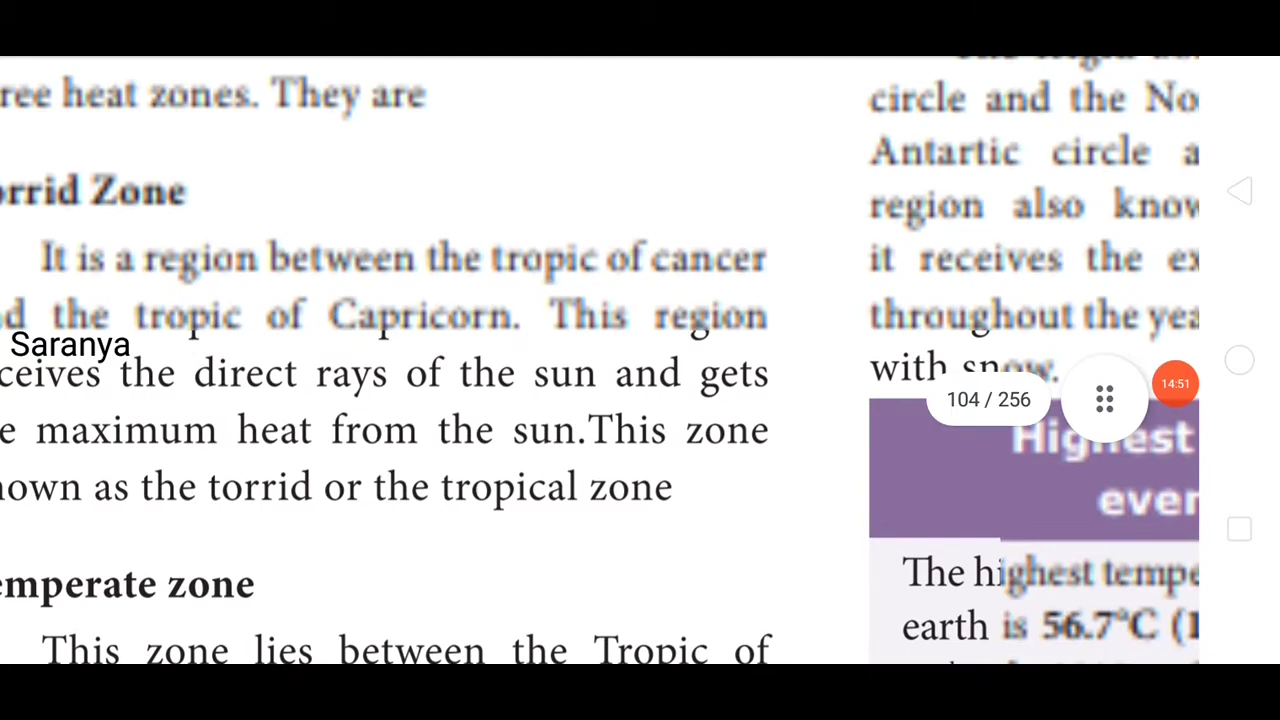 ree heat zones. They are
orrid Zone
It is a region between the tropic of cancer
d the tropic of Capricorn. This region
ceives the direct rays of the sun and gets
e maximum heat from the sun.This zone
nown as the torrid or the tropical zone
emperate zone
This zone lies between the Tropic of
circle and the No
Antartic circle a
region also know
it receives the ex
throughout the yea
with snow.
Highest
ever
The highest tempe
earth is 56.7°C (1
Saranya
104 / 256
14:51